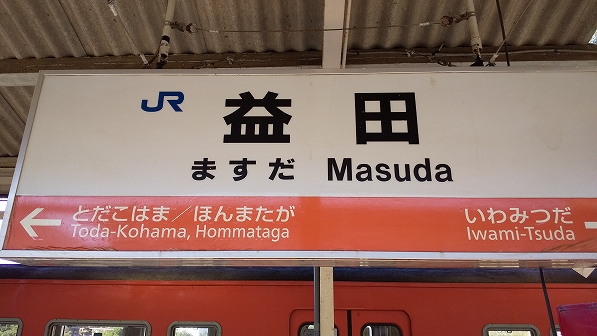 JR 益田
ますだ Masuda
← とだこはま／ほんまたが いわみつだ →
Toda-Kohama, Hommataga Iwami-Tsuda